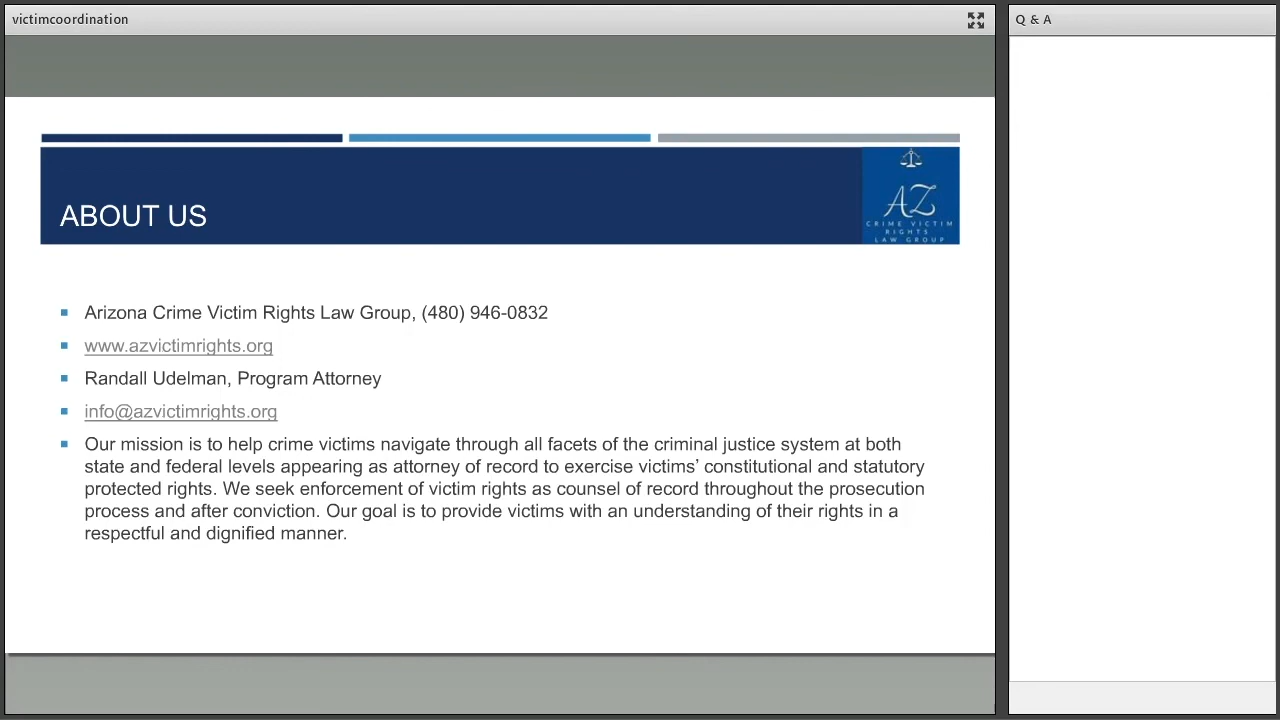 victimcoordination
Q & A
ABOUT US
AZ
CRIME VICTIM
RIGHTS
LAW GROUP
Arizona Crime Victim Rights Law Group, (480) 946-0832
www.azvictimrights.org
Randall Udelman, Program Attorney
info@azvictimrights.org
Our mission is to help crime victims navigate through all facets of the criminal justice system at both
state and federal levels appearing as attorney of record to exercise victims’ constitutional and statutory
protected rights. We seek enforcement of victim rights as counsel of record throughout the prosecution
process and after conviction. Our goal is to provide victims with an understanding of their rights in a
respectful and dignified manner.